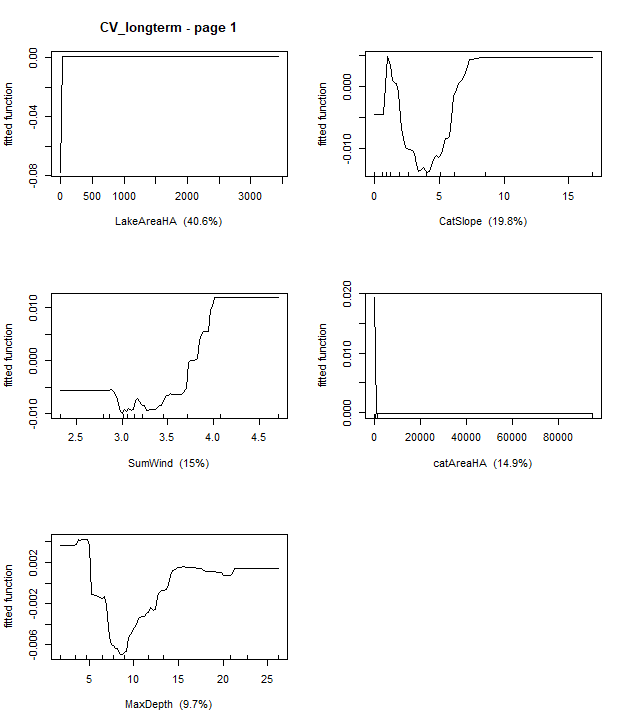 CV_longterm - page 1
fitted function
0.00
-0.04
-0.08
0 500 1000 2000 3000
LakeAreaHA (40.6%)
fitted function
0.000
-0.010
0 5 10 15
CatSlope (19.8%)
fitted function
0.010
0.000
-0.010
2.5 3.0 3.5 4.0 4.5
SumWind (15%)
fitted function
0.020
0.010
0.000
0 20000 40000 60000 80000
catAreaHA (14.9%)
fitted function
0.002
-0.002
-0.006
5 10 15 20 25
MaxDepth (9.7%)